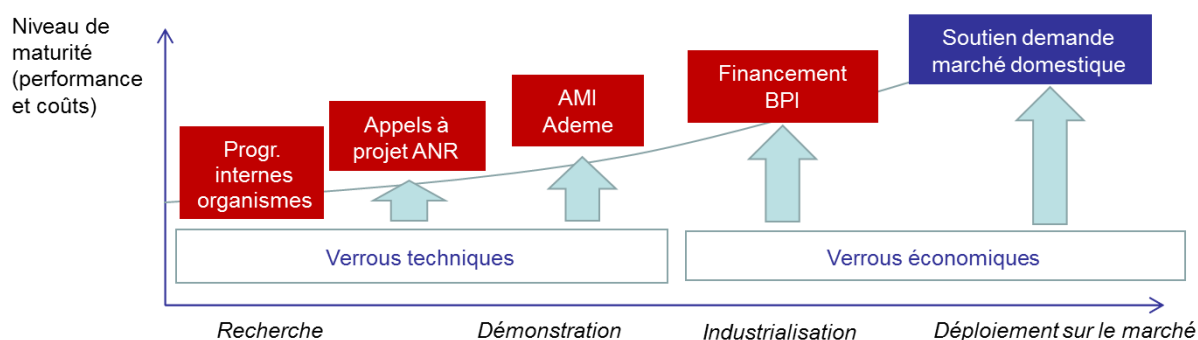 Niveau de
maturité
(performance
et coûts)
Progr.
internes
organismes
Appels à
projet ANR
AMI
Ademe
Financement
BPI
Soutien demande
marché domestique
Verrous techniques
Verrous économiques
Recherche
Démonstration
Industrialisation
Déploiement sur le marché